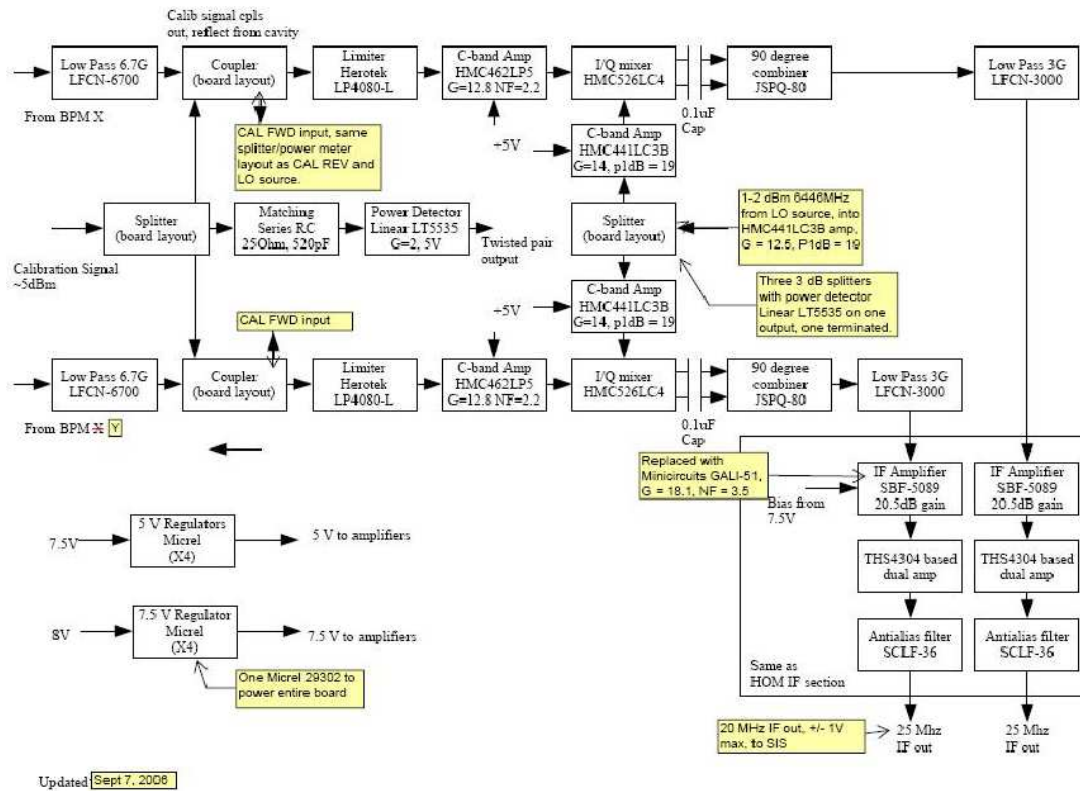 Calib signal cpls
out, reflect from cavity
Low Pass 6.7G
LFCN-6700
Coupler
(board layout)
Limiter
Herotek
LP4080-L
C-band Amp
HMC462LP5
G=12.8 NF=2.2
I/Q mixer
HMC526LC4
90 degree
combiner
JSPQ-80
Low Pass 3G
LFCN-3000
From BPM X
CAL FWD input, same
splitter/power meter
layout as CAL REV and
LO source.
+5V
C-band Amp
HMC441LC3B
G=14, p1dB = 19
0.1uF
Cap
Splitter
(board layout)
Matching
Series RC
25Ohm, 520pF
Power Detector
Linear LT5535
G=2, 5V
Twisted pair
output
Splitter
(board layout)
1-2 dBm 6446MHz
from LO source, into
HMC441LC3B amp,
G = 12.5, P1dB = 19
Calibration Signal
~5dBm
Three 3 dB splitters
with power detector
Linear LT5535 on one
output, one terminated.
CAL FWD input
+5V
C-band Amp
HMC441LC3B
G=14, p1dB = 19
Low Pass 6.7G
LFCN-6700
Coupler
(board layout)
Limiter
Herotek
LP4080-L
C-band Amp
HMC462LP5
G=12.8 NF=2.2
I/Q mixer
HMC526LC4
90 degree
combiner
JSPQ-80
Low Pass 3G
LFCN-3000
From BPM X Y
0.1uF
Cap
Replaced with
Minicircuits GALI-51,
G = 18.1, NF = 3.5
Bias from
7.5V
IF Amplifier
SBF-5089
20.5dB gain
IF Amplifier
SBF-5089
20.5dB gain
7.5V
5 V Regulators
Micrel
(X4)
5 V to amplifiers
THS4304 based
dual amp
THS4304 based
dual amp
8V
7.5 V Regulator
Micrel
(X4)
7.5 V to amplifiers
Antialias filter
SCLF-36
Antialias filter
SCLF-36
One Micrel 29302 to
power entire board
Same as
HOM IF section
20 MHz IF out, +/- 1V
max, to SIS
25 Mhz
IF out
25 Mhz
IF out
Updated Sept 7, 2006